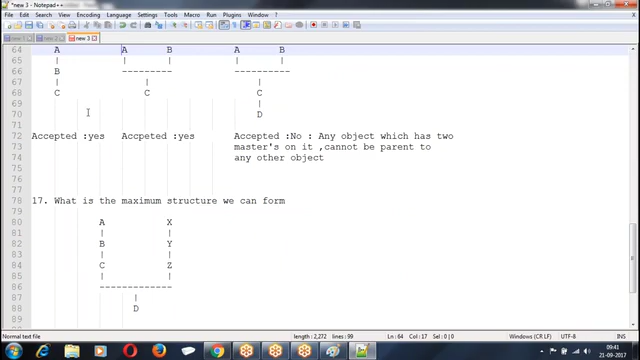 *new 3 - Notepad++
File Edit Search View Encoding Language Settings Tools Macro Run Plugins Window ?
new 1 new 2 new 3
64 A A B A B
65 | | | | |
66 B --------- ----------
67 | | |
68 C C C
69 |
70 D
71
72 Accepted :yes Accpeted :yes Accepted :No : Any object which has two
73 master's on it ,cannot be parent to
74 any other object
75
76
77
78 17. What is the maximum structure we can form
79
80 A X
81 | |
82 B Y
83 | |
84 C Z
85 | |
86 -------------
87 |
88 D
Normal text file length : 2,272 lines : 99 Ln : 64 Col : 17 Sel : 0 | 0 Windows (CR LF) UTF-8 INS
09:41
21-09-2017